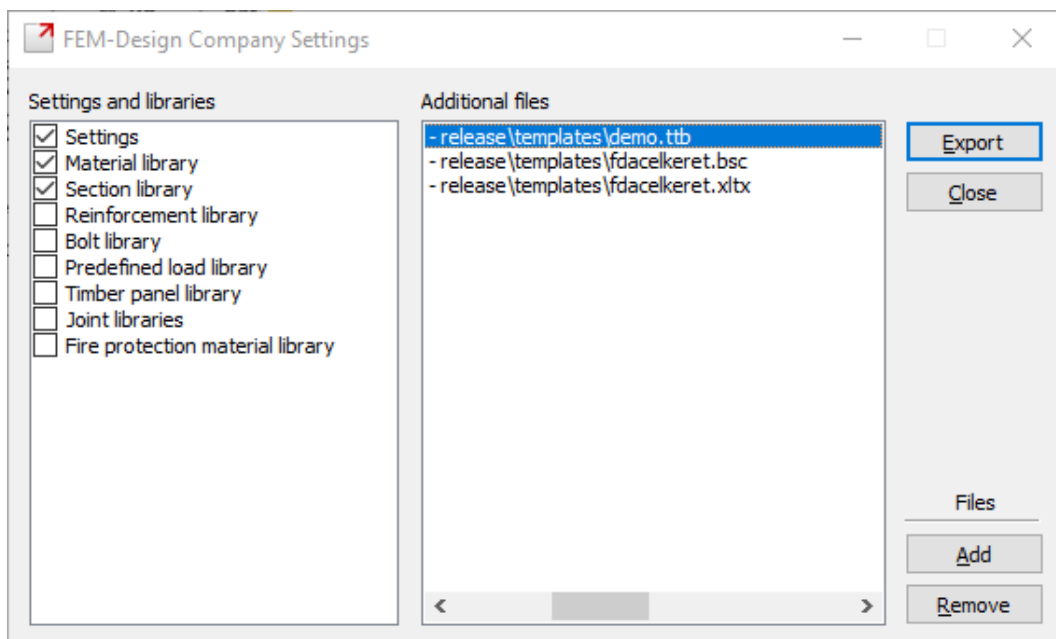 FEM-Design Company Settings
Settings and libraries
Settings
Material library
Section library
Reinforcement library
Bolt library
Predefined load library
Timber panel library
Joint libraries
Fire protection material library
Additional files
- release\templates\demo.ttb
- release\templates\fdacelkeret.bsc
- release\templates\fdacelkeret.xltx
Export
Close
Files
Add
Remove